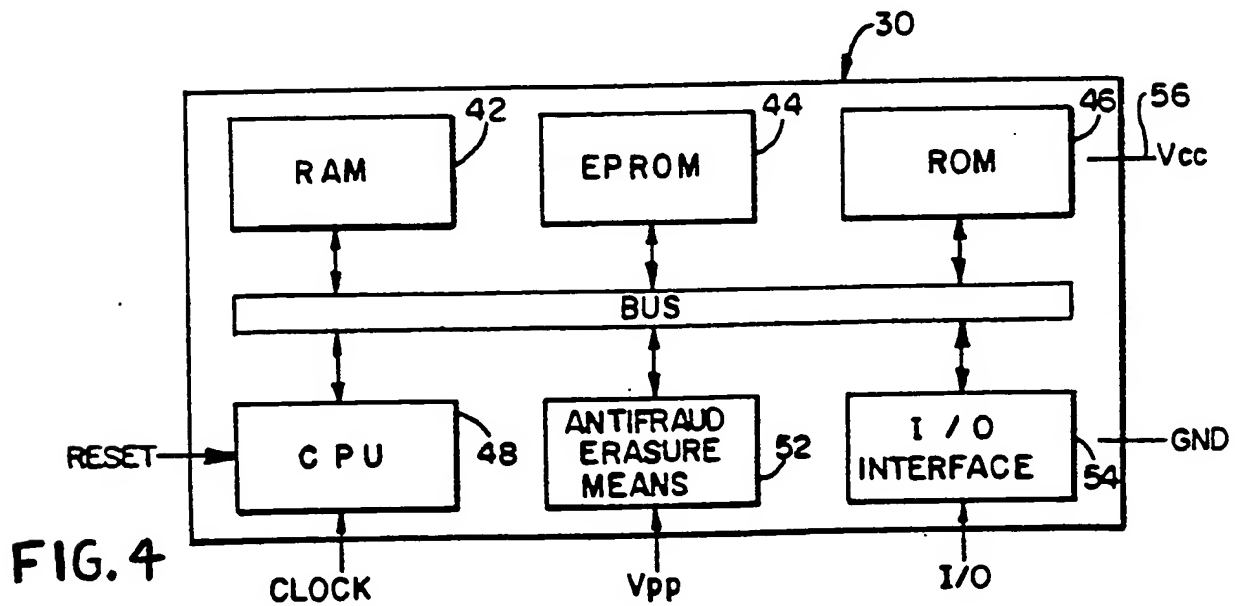 30
42
44
46
56
RAM
EPROM
ROM
Vcc
BUS
RESET
CPU
48
ANTIFRAUD
ERASURE
MEANS
52
I/O
INTERFACE
54
GND
FIG. 4
CLOCK
Vpp
I/O